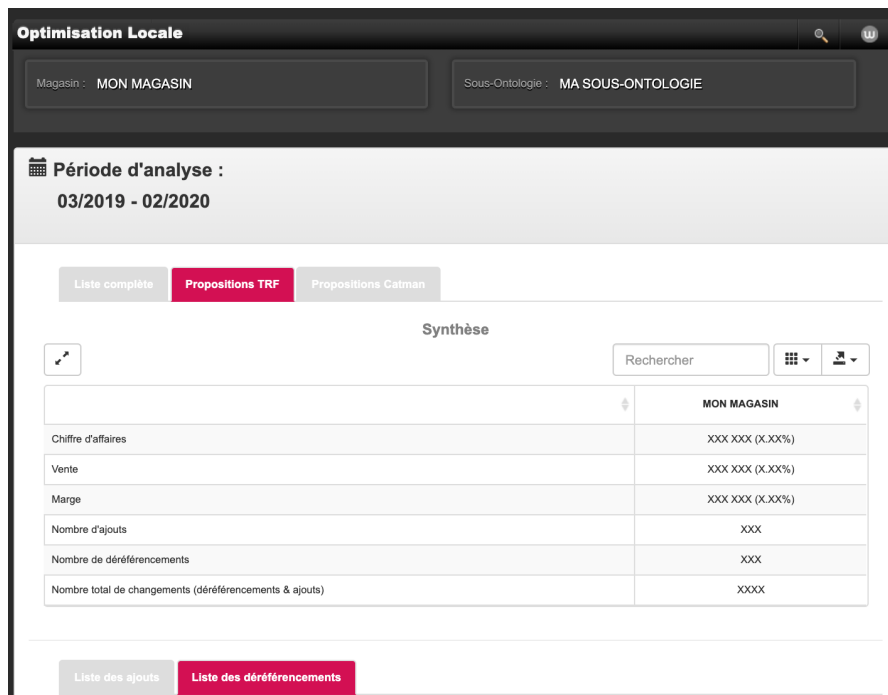 Optimisation Locale
Magasin : MON MAGASIN
Sous-Ontologie : MA SOUS-ONTOLOGIE
Période d'analyse :
03/2019 - 02/2020
Liste complète Propositions TRF Propositions Catman
Synthèse
Rechercher
MON MAGASIN
Chiffre d'affaires XXX XXX (X.XX%)
Vente XXX XXX (X.XX%)
Marge XXX XXX (X.XX%)
Nombre d'ajouts XXX
Nombre de déréférencements XXX
Nombre total de changements (déréférencements & ajouts) XXXX
Liste des ajouts Liste des déréférencements